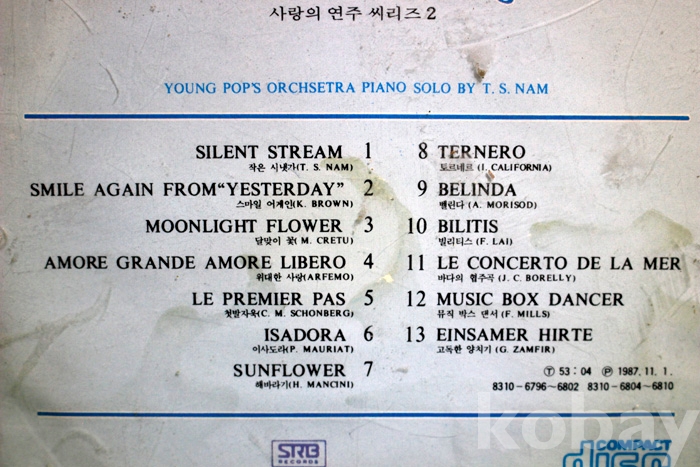 사랑의 연주 씨리즈 2
YOUNG POP'S ORCHSETRA PIANO SOLO BY T. S. NAM
SILENT STREAM 1
작은 시냇가(T. S. NAM)
SMILE AGAIN FROM “YESTERDAY” 2
스마일 어게인(K. BROWN)
MOONLIGHT FLOWER 3
달맞이 꽃(M. CRETU)
AMORE GRANDE AMORE LIBERO 4
위대한 사랑(ARFEMO)
LE PREMIER PAS 5
첫발자욱(C. M. SCHONBERG)
ISADORA 6
이사도라(P. MAURIAT)
SUNFLOWER 7
해바라기(H. MANCINI)
8 TERNERO
토르네르 (I. CALIFORNIA)
9 BELINDA
벨린다 (A. MORISOD)
10 BILITIS
빌리티스 (F. LAI)
11 LE CONCERTO DE LA MER
바다의 협주곡 (J. C. BORELLY)
12 MUSIC BOX DANCER
뮤직 박스 댄서 (F. MILLS)
13 EINSAMER HIRTE
고독한 양치기 (G. ZAMFIR)
Ⓣ 53 : 04 Ⓟ 1987. 11. 1.
8310-6796~6802 8310-6804~6810
SRB
RECORDS
COMPACT
disc
kobay